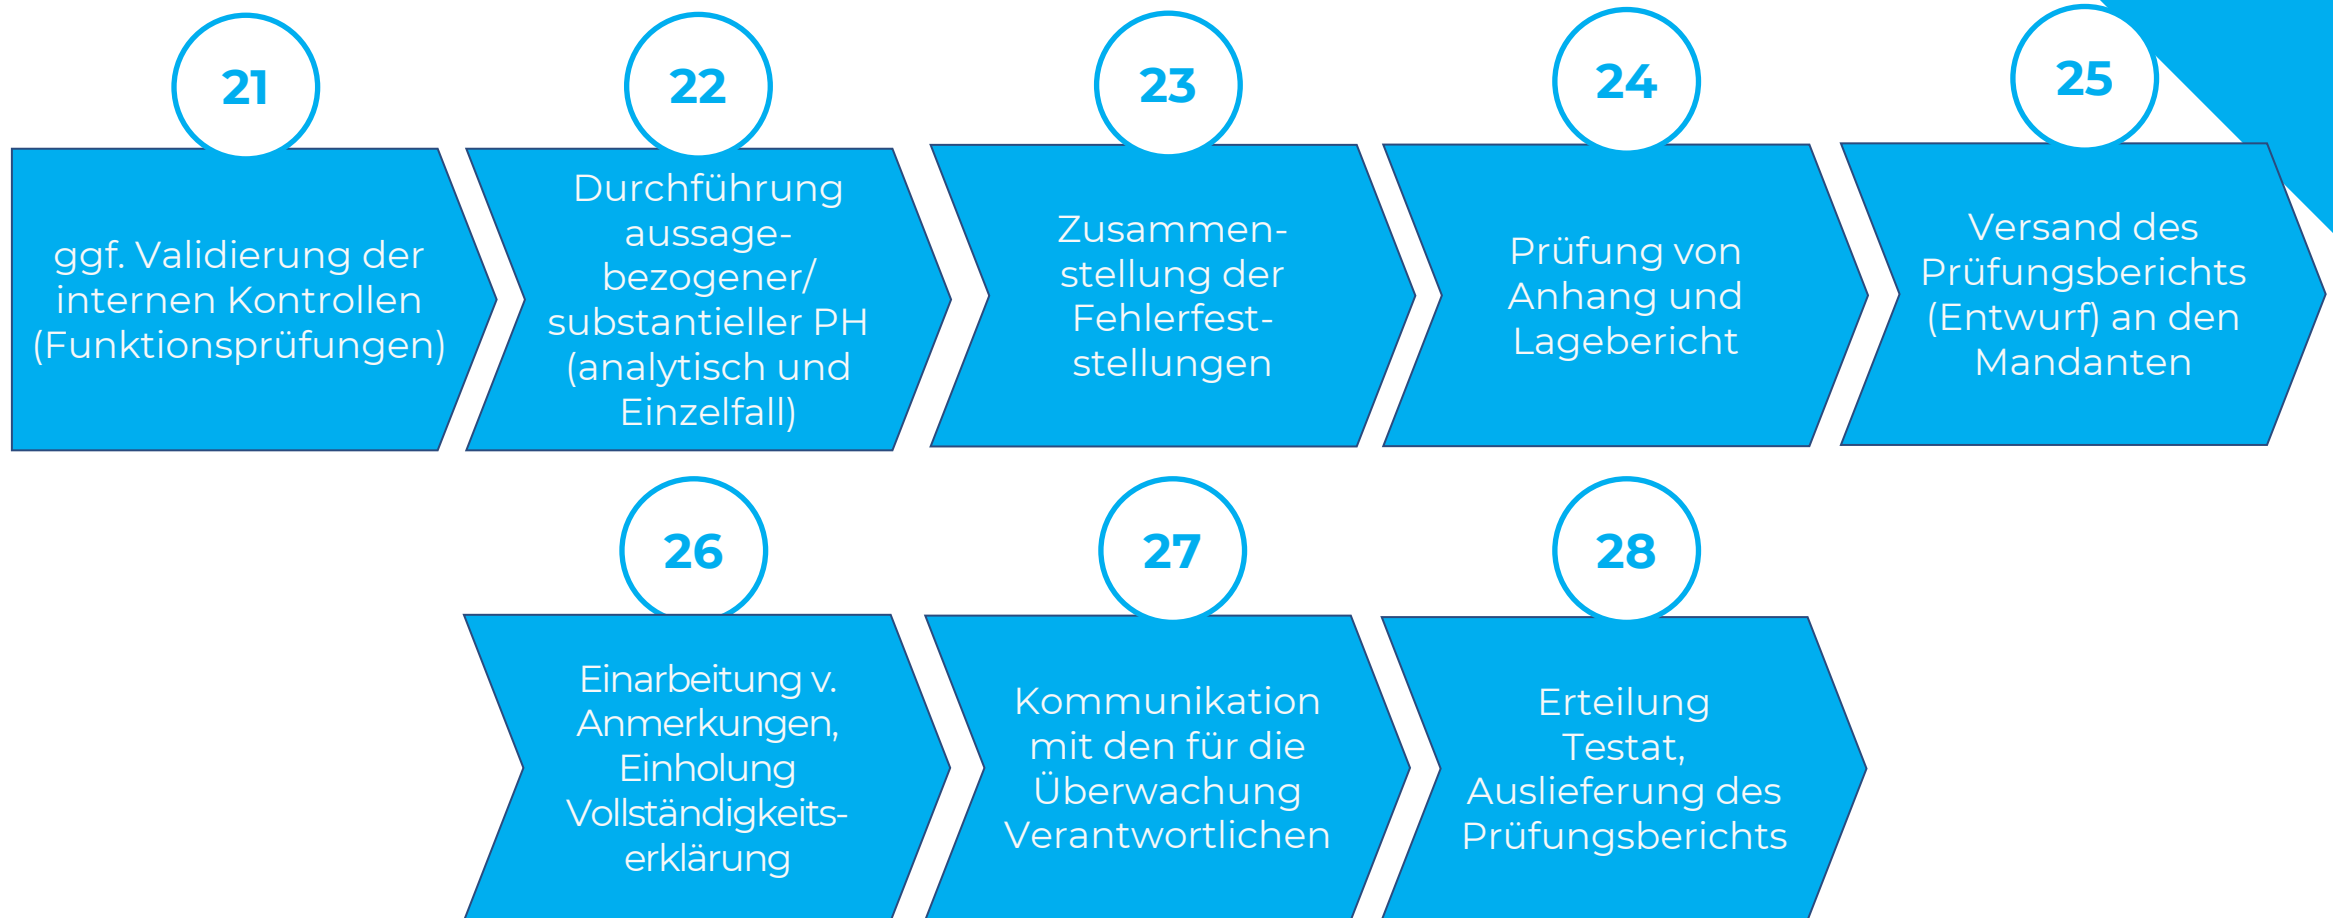 21
ggf. Validierung der
internen Kontrollen
(Funktionsprüfungen)
22
Durchführung
aussage-
bezogener/
substantieller PH
(analytisch und
Einzelfall)
23
Zusammen-
stellung der
Fehlerfest-
stellungen
24
Prüfung von
Anhang und
Lagebericht
25
Versand des
Prüfungsberichts
(Entwurf) an den
Mandanten
26
Einarbeitung v.
Anmerkungen,
Einholung
Vollständigkeits-
erklärung
27
Kommunikation
mit den für die
Überwachung
Verantwortlichen
28
Erteilung
Testat,
Auslieferung des
Prüfungsberichts